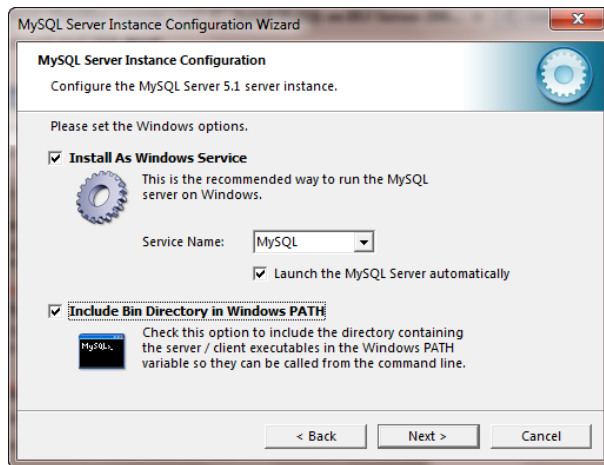 MySQL Server Instance Configuration Wizard
MySQL Server Instance Configuration
Configure the MySQL Server 5.1 server instance.
Please set the Windows options.
Install As Windows Service
This is the recommended way to run the MySQL
server on Windows.
Service Name: MySQL
Launch the MySQL Server automatically
Include Bin Directory in Windows PATH
MySQL>_
Check this option to include the directory containing
the server / client executables in the Windows PATH
variable so they can be called from the command line.
< Back Next > Cancel